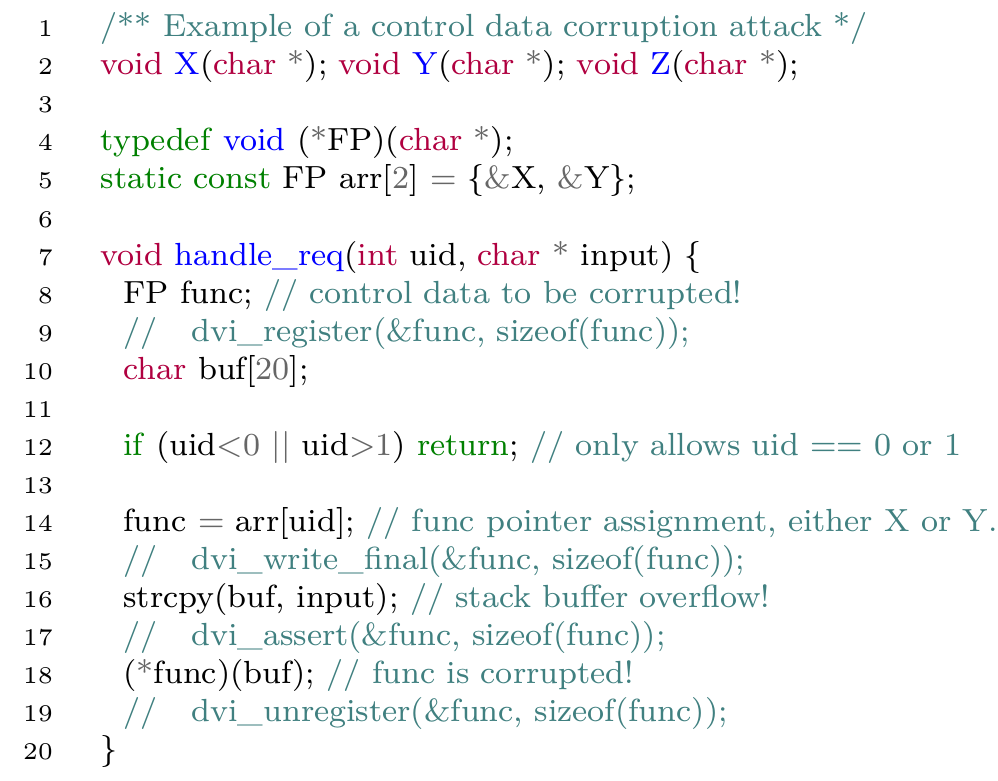 1 /** Example of a control data corruption attack */
2 void X(char *); void Y(char *); void Z(char *);
3
4 typedef void (*FP)(char *);
5 static const FP arr[2] = {&X, &Y};
6
7 void handle_req(int uid, char * input) {
8 FP func; // control data to be corrupted!
9 // dvi_register(&func, sizeof(func));
10 char buf[20];
11
12 if (uid<0 || uid>1) return; // only allows uid == 0 or 1
13
14 func = arr[uid]; // func pointer assignment, either X or Y.
15 // dvi_write_final(&func, sizeof(func));
16 strcpy(buf, input); // stack buffer overflow!
17 // dvi_assert(&func, sizeof(func));
18 (*func)(buf); // func is corrupted!
19 // dvi_unregister(&func, sizeof(func));
20 }